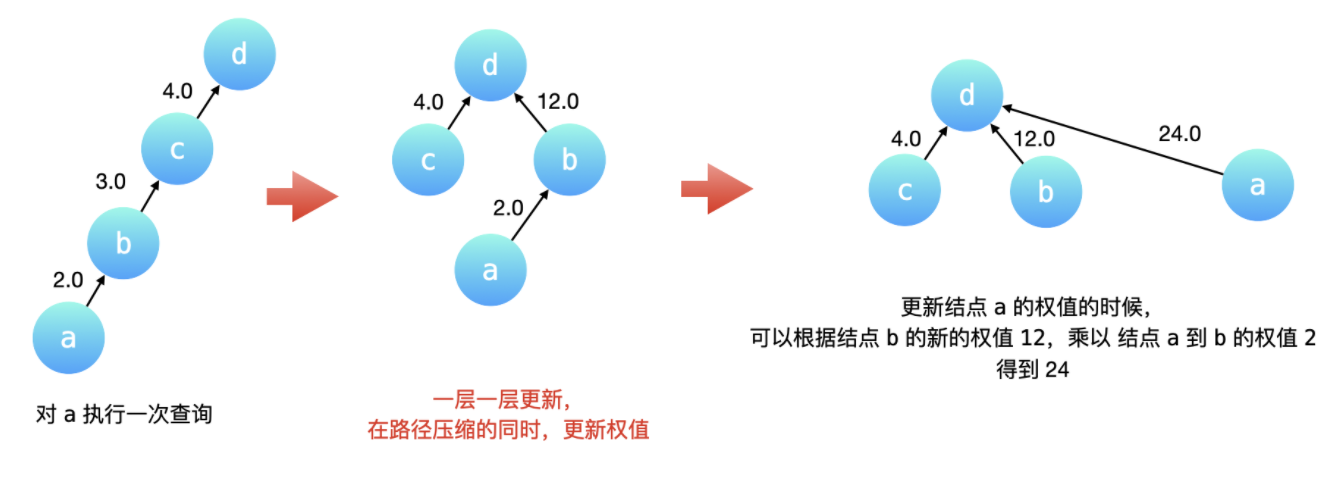 d
4.0
c
3.0
b
2.0
a
对 a 执行一次查询
d
4.0
12.0
c
b
2.0
a
一层一层更新，
在路径压缩的同时，更新权值
d
4.0
12.0
24.0
c
b
a
更新结点 a 的权值的时候，
可以根据结点 b 的新的权值 12，乘以 结点 a 到 b 的权值 2
得到 24